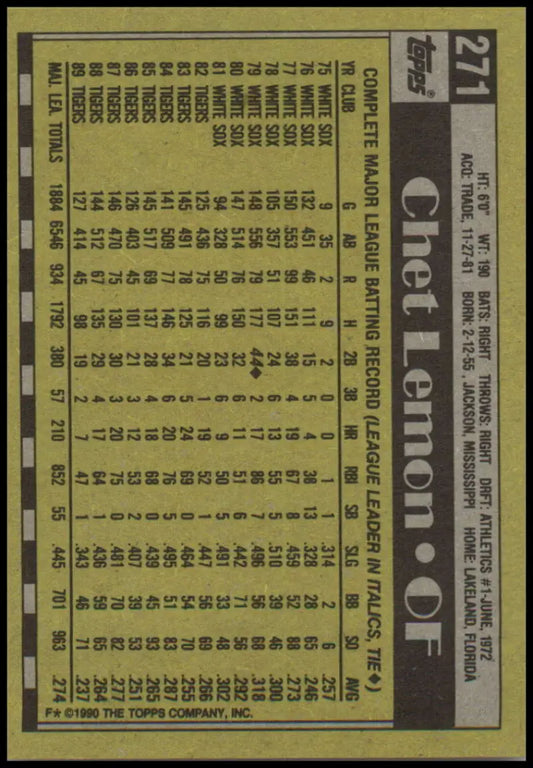 271
Topps®
Chet Lemon • OF
HT: 6'0" WT: 190 BATS: RIGHT THROWS: RIGHT DRFT: ATHLETICS #1-JUNE, 1972
ACQ: TRADE, 11-27-81 BORN: 2-12-55, JACKSON, MISSISSIPPI HOME: LAKELAND, FLORIDA
COMPLETE MAJOR LEAGUE BATTING RECORD (LEAGUE LEADER IN ITALICS, TIE◆)
YR CLUB G AB R H 2B 3B HR RBI SB SLG BB SO AVG
75 WHITE SOX 9 35 2 9 2 0 0 1 1 .314 2 6 .257
76 WHITE SOX 132 451 46 111 15 5 4 38 13 .328 28 65 .246
77 WHITE SOX 150 553 99 151 38 4 19 67 8 .459 52 88 .273
78 WHITE SOX 105 357 51 107 24 6 13 55 5 .510 39 46 .300
79 WHITE SOX 148 556 79 177 44◆ 2 17 86 7 .496 56 68 .318
80 WHITE SOX 147 514 76 150 32 6 11 51 6 .442 71 56 .292
81 WHITE SOX 94 328 50 99 23 6 9 50 5 .491 33 48 .302
82 TIGERS 125 436 75 116 20 1 19 52 1 .447 56 69 .266
83 TIGERS 145 491 78 125 21 5 24 69 0 .464 54 70 .255
84 TIGERS 141 509 77 146 34 6 20 76 5 .495 51 83 .287
85 TIGERS 145 517 69 137 28 4 18 68 0 .439 45 93 .265
86 TIGERS 126 403 45 101 21 3 12 53 2 .407 39 53 .251
87 TIGERS 146 470 75 130 30 3 20 75 0 .481 70 82 .277
88 TIGERS 144 512 67 135 29 4 17 64 1 .436 59 65 .264
89 TIGERS 127 414 45 98 19 2 7 47 1 .343 46 71 .237
MAJ. LEA. TOTALS 1884 6546 934 1792 380 57 210 852 55 .445 701 963 .274
F* ©1990 THE TOPPS COMPANY, INC.